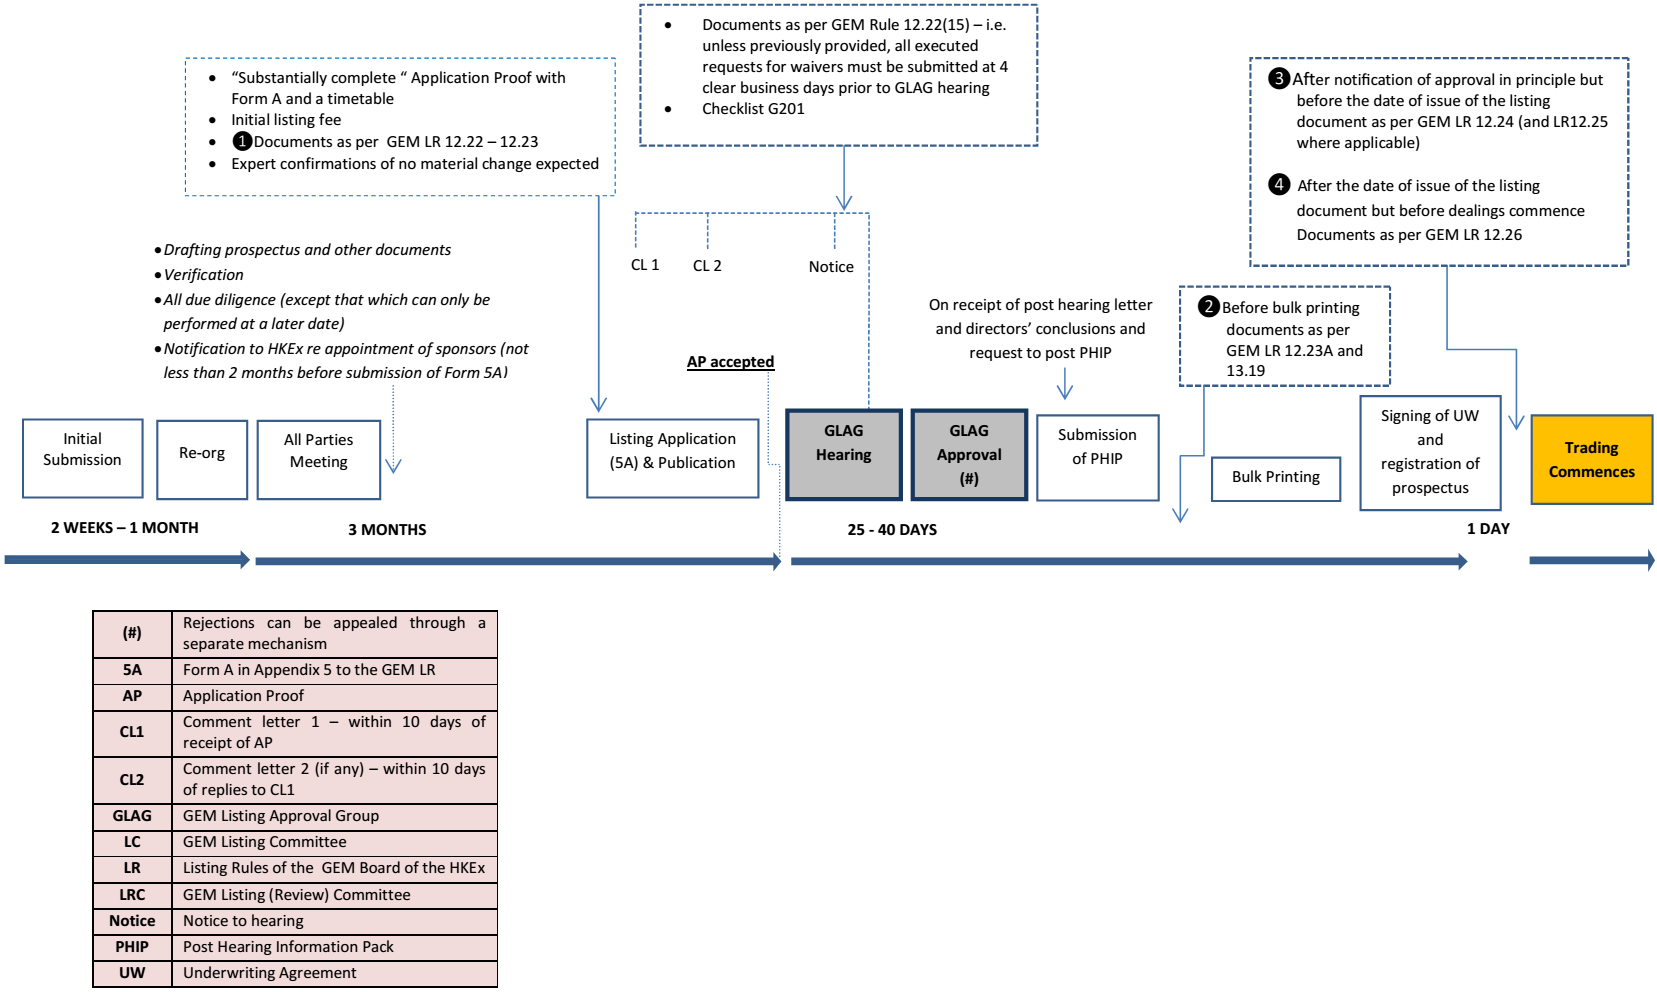 • Documents as per GEM Rule 12.22(15) – i.e.
unless previously provided, all executed
requests for waivers must be submitted at 4
clear business days prior to GLAG hearing
• Checklist G201
• “Substantially complete “ Application Proof with
Form A and a timetable
• Initial listing fee
• ❶Documents as per GEM LR 12.22 – 12.23
• Expert confirmations of no material change expected
❸After notification of approval in principle but
before the date of issue of the listing
document as per GEM LR 12.24 (and LR12.25
where applicable)
❹ After the date of issue of the listing
document but before dealings commence
Documents as per GEM LR 12.26
• Drafting prospectus and other documents
• Verification
• All due diligence (except that which can only be
performed at a later date)
• Notification to HKEx re appointment of sponsors (not
less than 2 months before submission of Form 5A)
CL 1
CL 2
Notice
AP accepted
On receipt of post hearing letter
and directors’ conclusions and
request to post PHIP
❷Before bulk printing
documents as per
GEM LR 12.23A and
13.19
Initial
Submission
Re-org
All Parties
Meeting
Listing Application
(5A) & Publication
GLAG
Hearing
GLAG
Approval
(#)
Submission
of PHIP
Bulk Printing
Signing of UW
and
registration of
prospectus
Trading
Commences
2 WEEKS – 1 MONTH
3 MONTHS
25 - 40 DAYS
1 DAY
(#) Rejections can be appealed through a
separate mechanism
5A Form A in Appendix 5 to the GEM LR
AP Application Proof
CL1 Comment letter 1 – within 10 days of
receipt of AP
CL2 Comment letter 2 (if any) – within 10 days
of replies to CL1
GLAG GEM Listing Approval Group
LC GEM Listing Committee
LR Listing Rules of the GEM Board of the HKEx
LRC GEM Listing (Review) Committee
Notice Notice to hearing
PHIP Post Hearing Information Pack
UW Underwriting Agreement